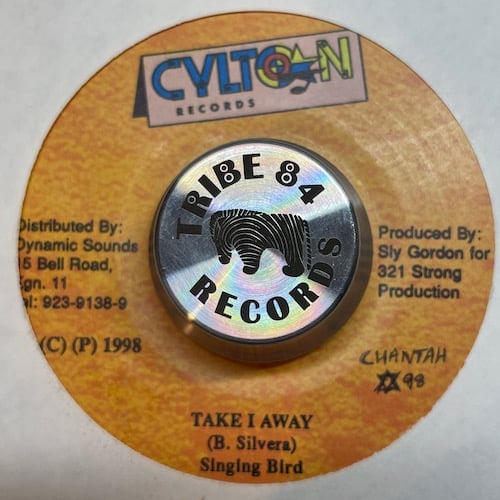 CYLTOON
RECORDS
TRIBE 84
RECORDS
Distributed By:
Dynamic Sounds
15 Bell Road,
Kgn. 11
Tel: 923-9138-9
(C) (P) 1998
Produced By:
Sly Gordon for
321 Strong
Production
CHANTAH
98
TAKE I AWAY
(B. Silvera)
Singing Bird